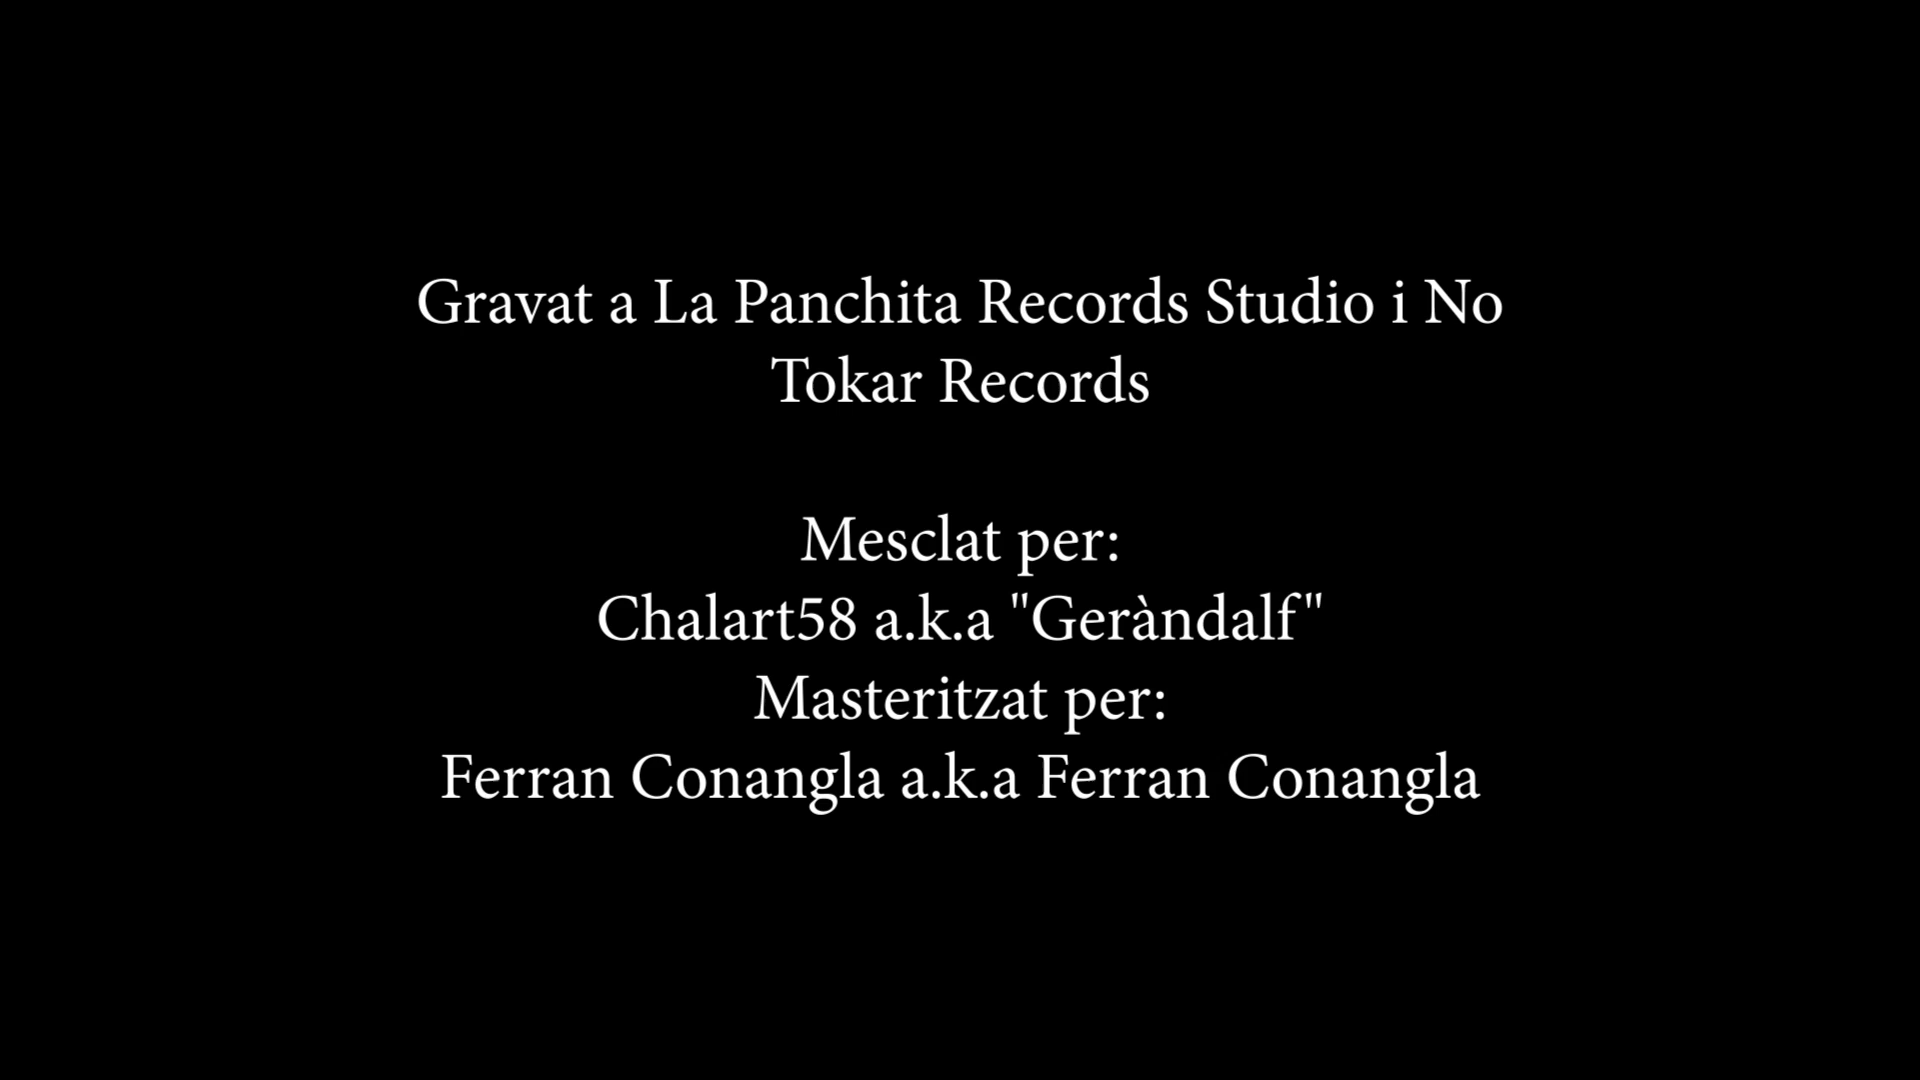 Gravat a La Panchita Records Studio i No
Tokar Records
Mesclat per:
Chalart58 a.k.a "Geràndalf"
Masteritzat per:
Ferran Conangla a.k.a Ferran Conangla